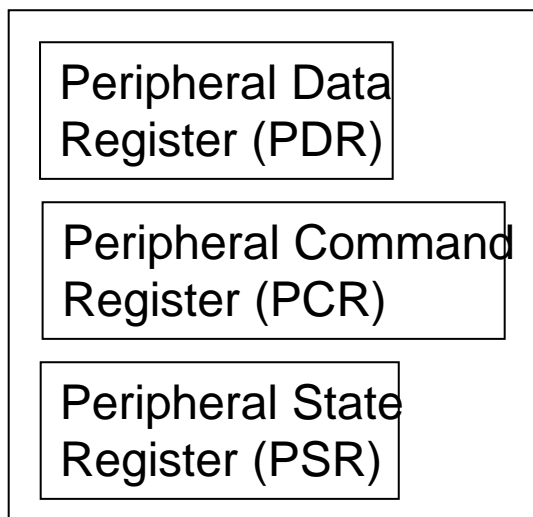 Peripheral Data
Register (PDR)
Peripheral Command
Register (PCR)
Peripheral State
Register (PSR)